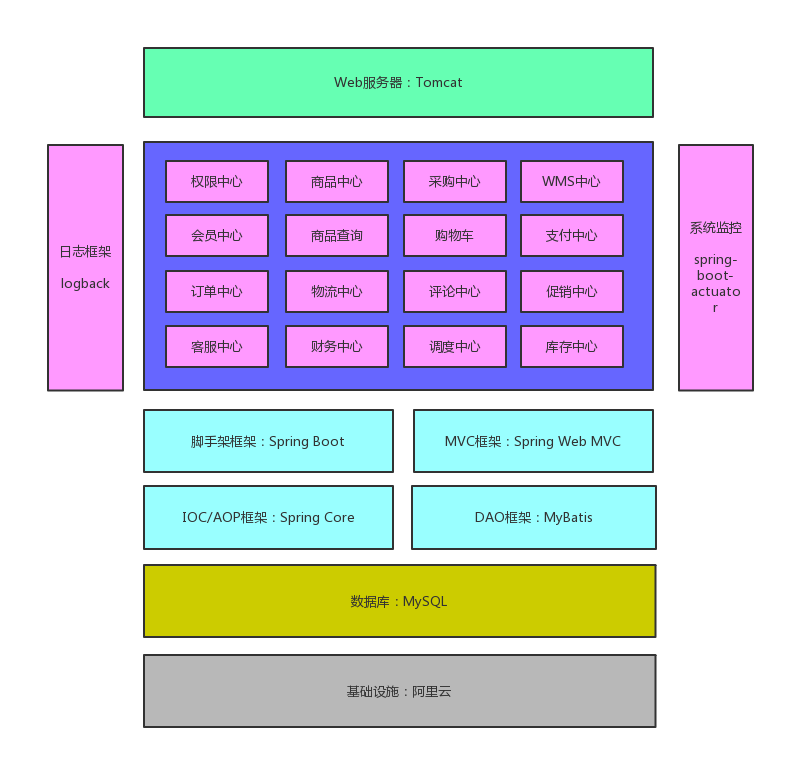 Web服务器：Tomcat
日志框架
logback
权限中心
商品中心
采购中心
WMS中心
会员中心
商品查询
购物车
支付中心
订单中心
物流中心
评论中心
促销中心
客服中心
财务中心
调度中心
库存中心
系统监控
spring-
boot-
actuato
r
脚手架框架：Spring Boot
MVC框架：Spring Web MVC
IOC/AOP框架：Spring Core
DAO框架：MyBatis
数据库：MySQL
基础设施：阿里云